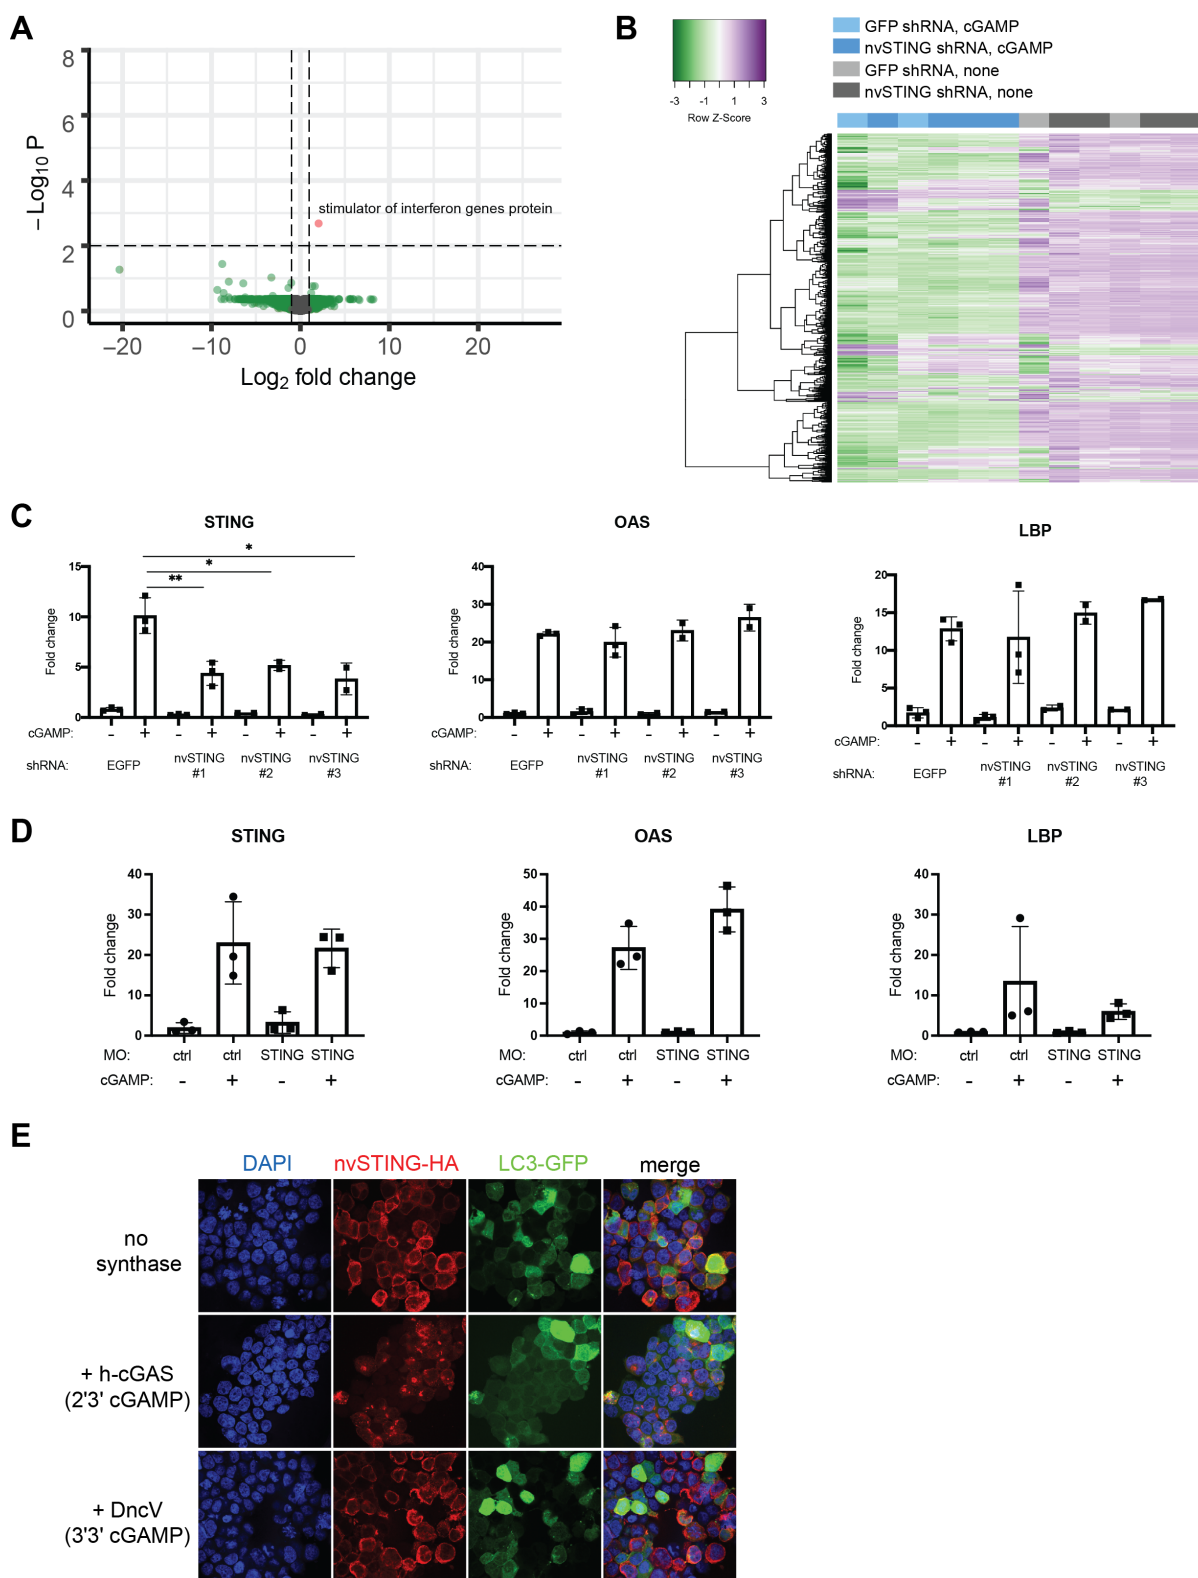 A
8
6
4
2
0
−Log10 P
stimulator of interferon genes protein
−20
−10
0
10
20
Log2 fold change
B
-3
-1
1
3
Row Z-Score
GFP shRNA, cGAMP
nvSTING shRNA, cGAMP
GFP shRNA, none
nvSTING shRNA, none
C
STING
15
10
5
0
Fold change
*
*
**
cGAMP: - + - + - + - +
shRNA: EGFP nvSTING nvSTING nvSTING
#1 #2 #3
OAS
40
30
20
10
0
Fold change
cGAMP: - + - + - + - +
shRNA: EGFP nvSTING nvSTING nvSTING
#1 #2 #3
LBP
20
15
10
5
0
Fold change
cGAMP: - + - + - + - +
shRNA: EGFP nvSTING nvSTING nvSTING
#1 #2 #3
D
STING
40
30
20
10
0
Fold change
MO: ctrl ctrl STING STING
cGAMP: - + - +
OAS
50
40
30
20
10
0
Fold change
MO: ctrl ctrl STING STING
cGAMP: - + - +
LBP
40
30
20
10
0
Fold change
MO: ctrl ctrl STING STING
cGAMP: - + - +
E
DAPI nvSTING-HA LC3-GFP merge
no
synthase
+ h-cGAS
(2'3' cGAMP)
+ DncV
(3'3' cGAMP)